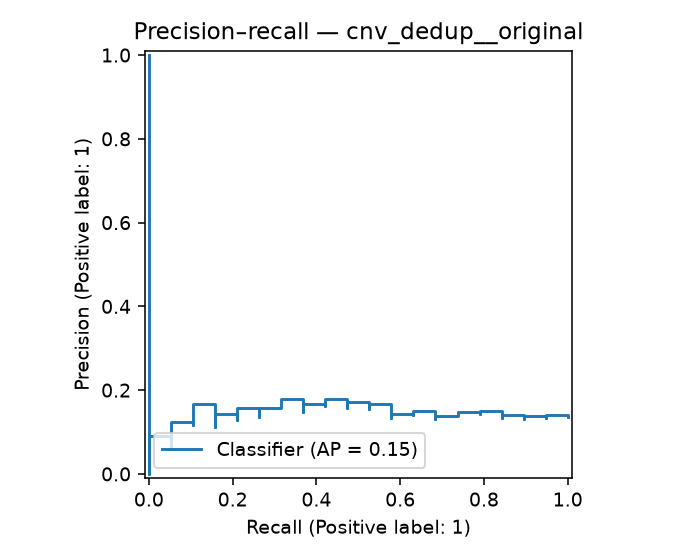 Precision–recall — cnv_dedup__original
Precision (Positive label: 1)
1.0
0.8
0.6
0.4
0.2
0.0
Classifier (AP = 0.15)
0.0 0.2 0.4 0.6 0.8 1.0
Recall (Positive label: 1)